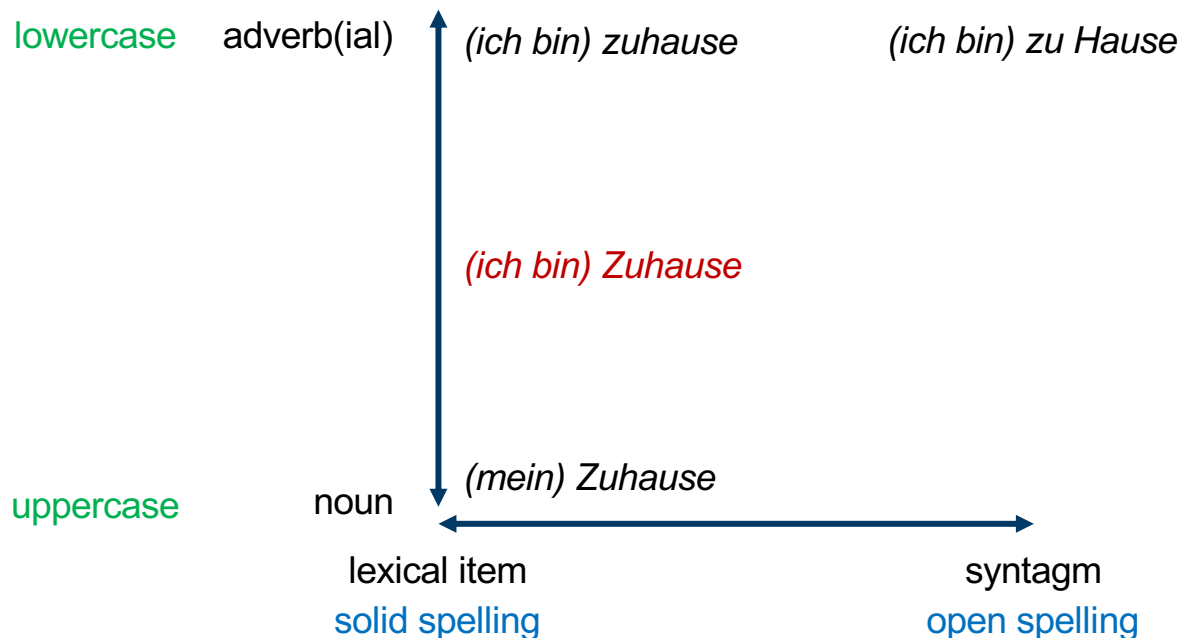 lowercase adverb(ial) (ich bin) zuhause (ich bin) zu Hause
(ich bin) Zuhause
(mein) Zuhause
uppercase noun
lexical item syntagm
solid spelling open spelling